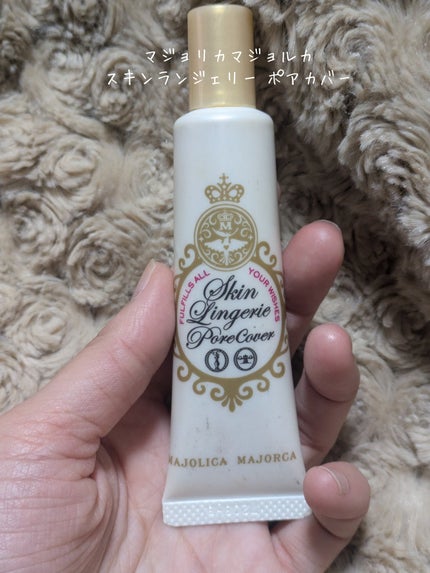 マジョリカマジョルカ
スキンランジェリー ポアカバー
M
FULFILLS ALL YOUR WISHES
Skin
Lingerie
PoreCover
MAJOLICA MAJORCA